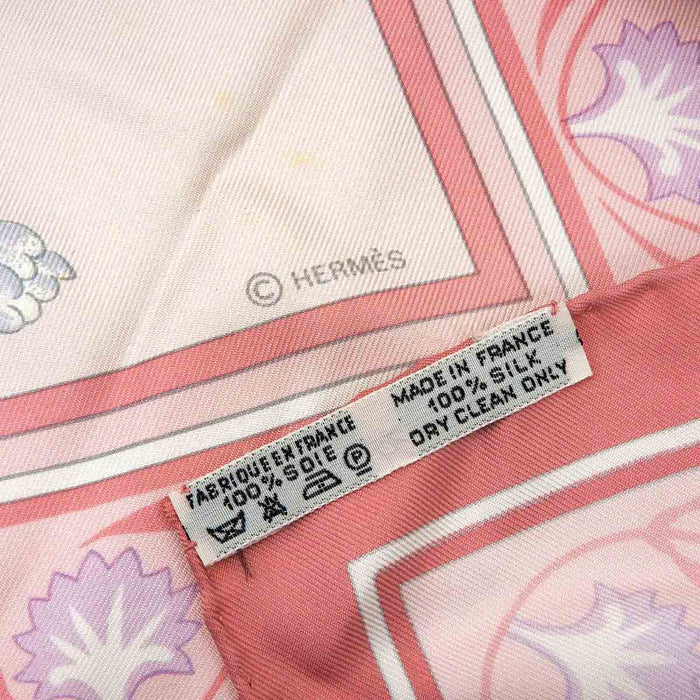 © HERMÈS
FABRIQUE EN FRANCE
100% SOIE
MADE IN FRANCE
100% SILK
DRY CLEAN ONLY
P